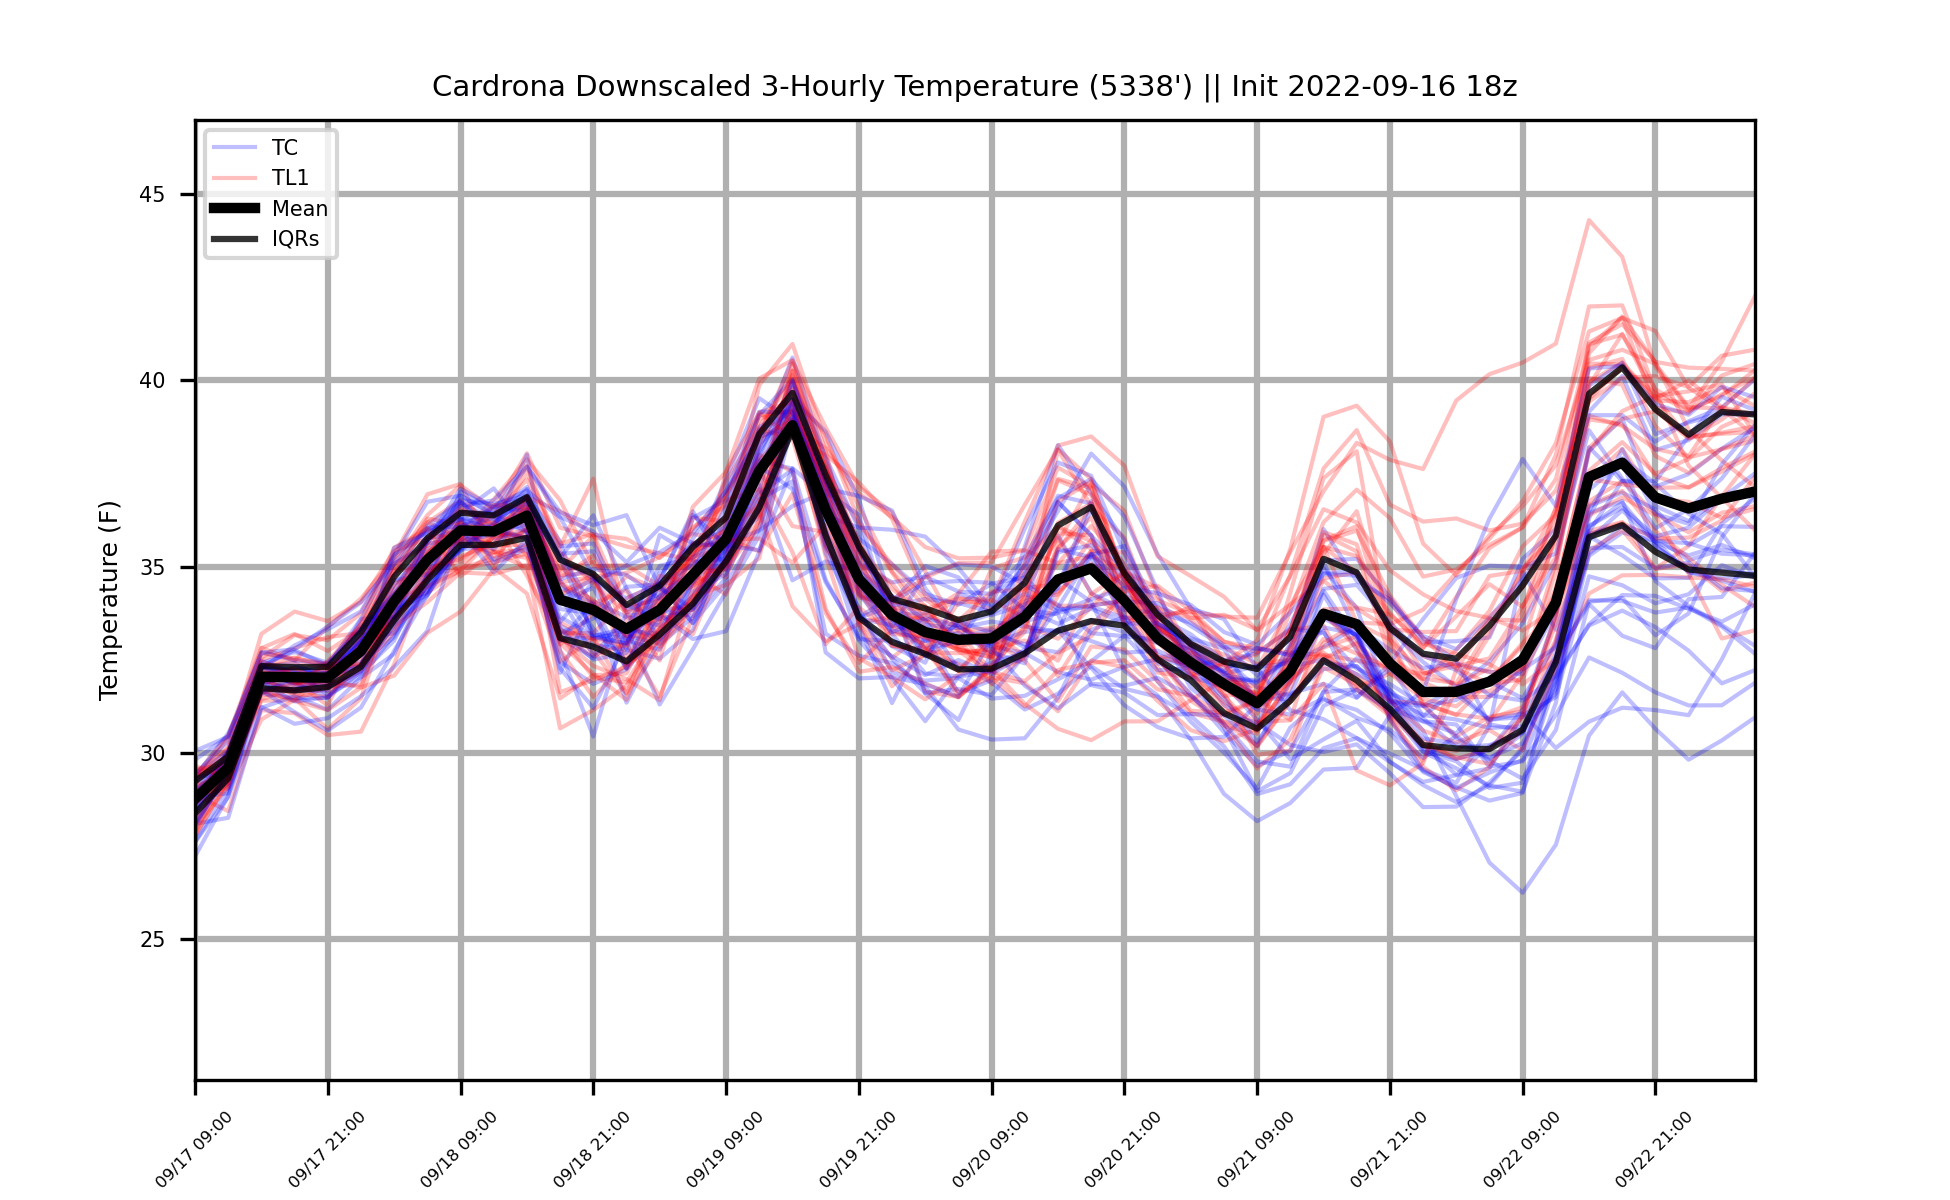 Cardrona Downscaled 3-Hourly Temperature (5338') || Init 2022-09-16 18z
TC
TL1
Mean
IQRs
Temperature (F)
45
40
35
30
25
09/17 09:00
09/17 21:00
09/18 09:00
09/18 21:00
09/19 09:00
09/19 21:00
09/20 09:00
09/20 21:00
09/21 09:00
09/21 21:00
09/22 09:00
09/22 21:00